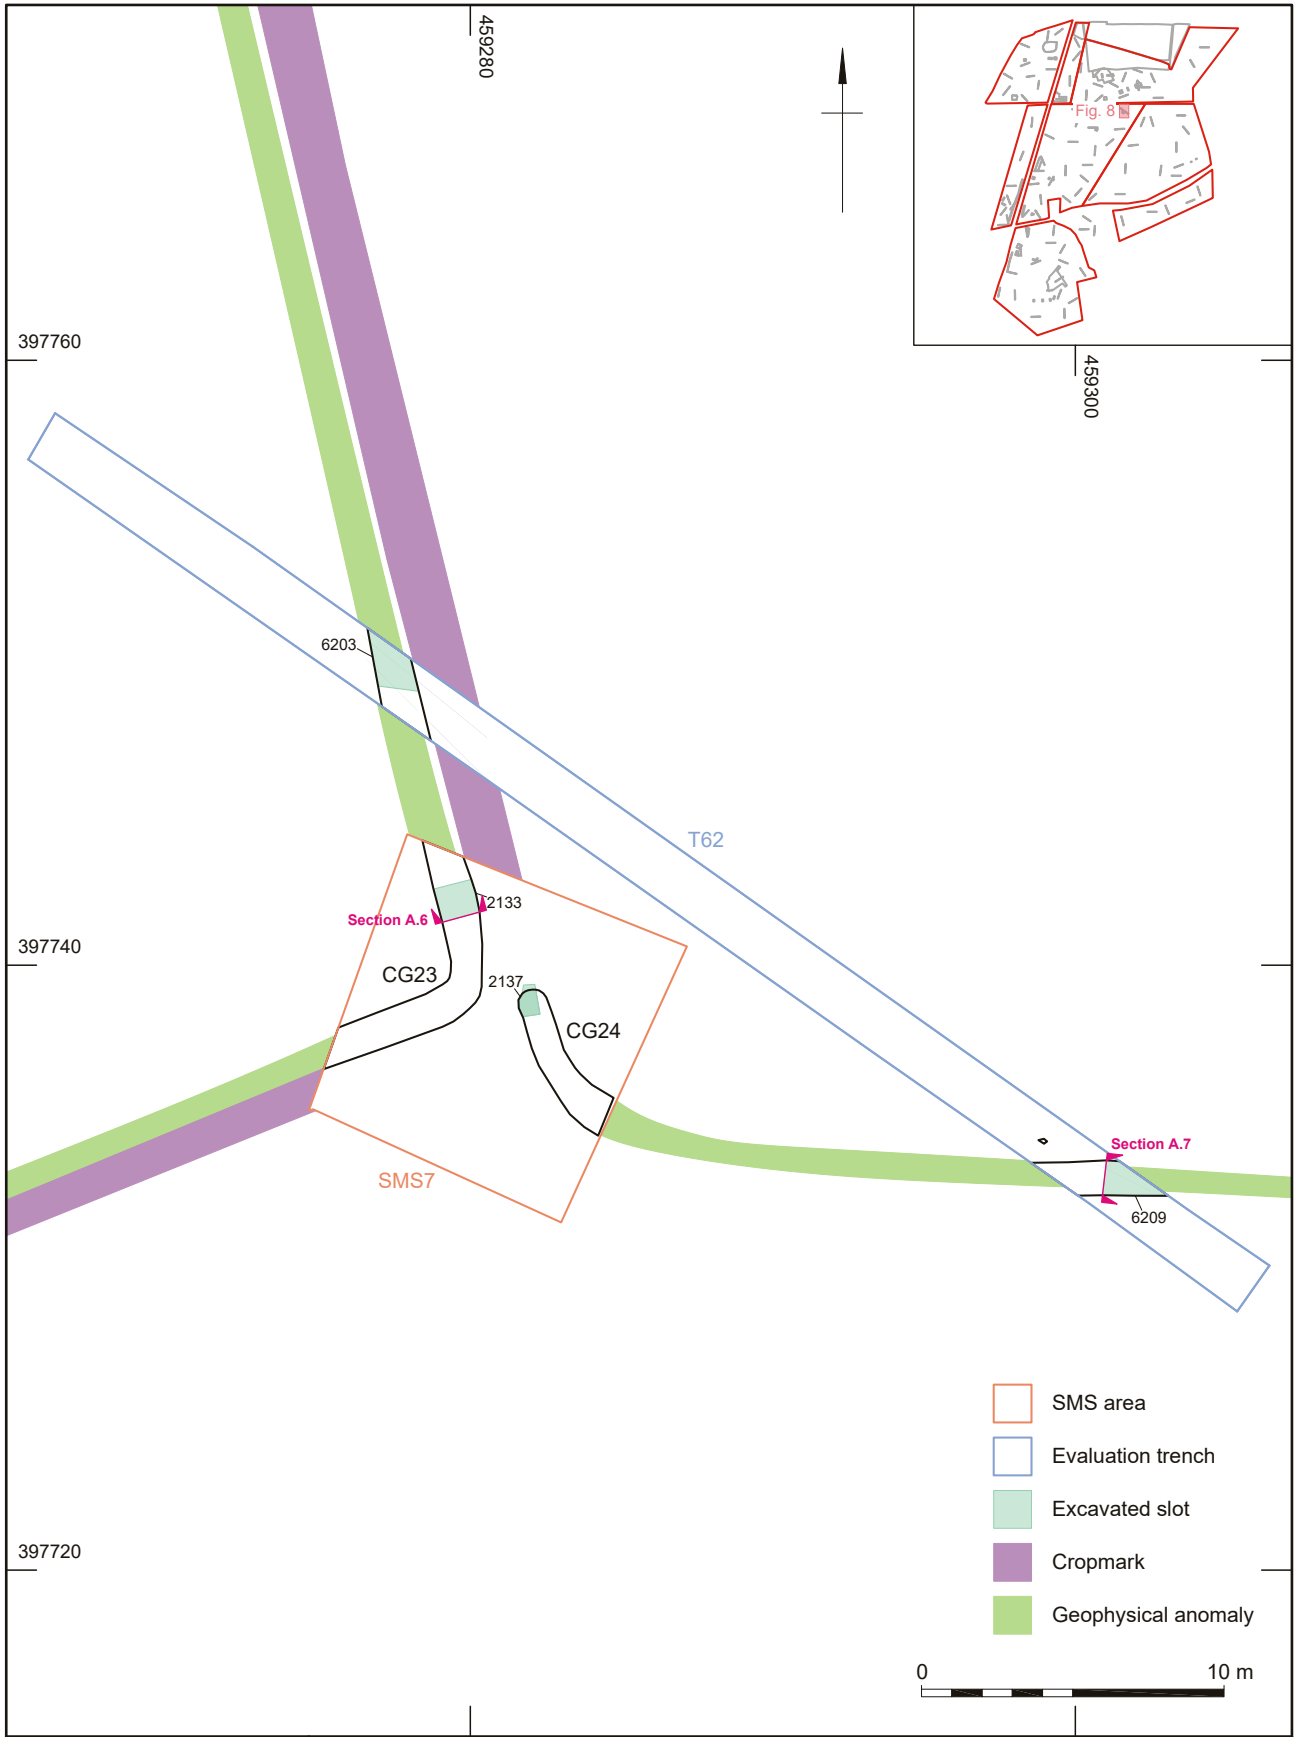 459280
Fig. 8
397760
459300
6203
T62
2133
Section A.6
397740
CG23
2137
CG24
Section A.7
SMS7
6209
SMS area
Evaluation trench
Excavated slot
397720
Cropmark
Geophysical anomaly
0 10 m